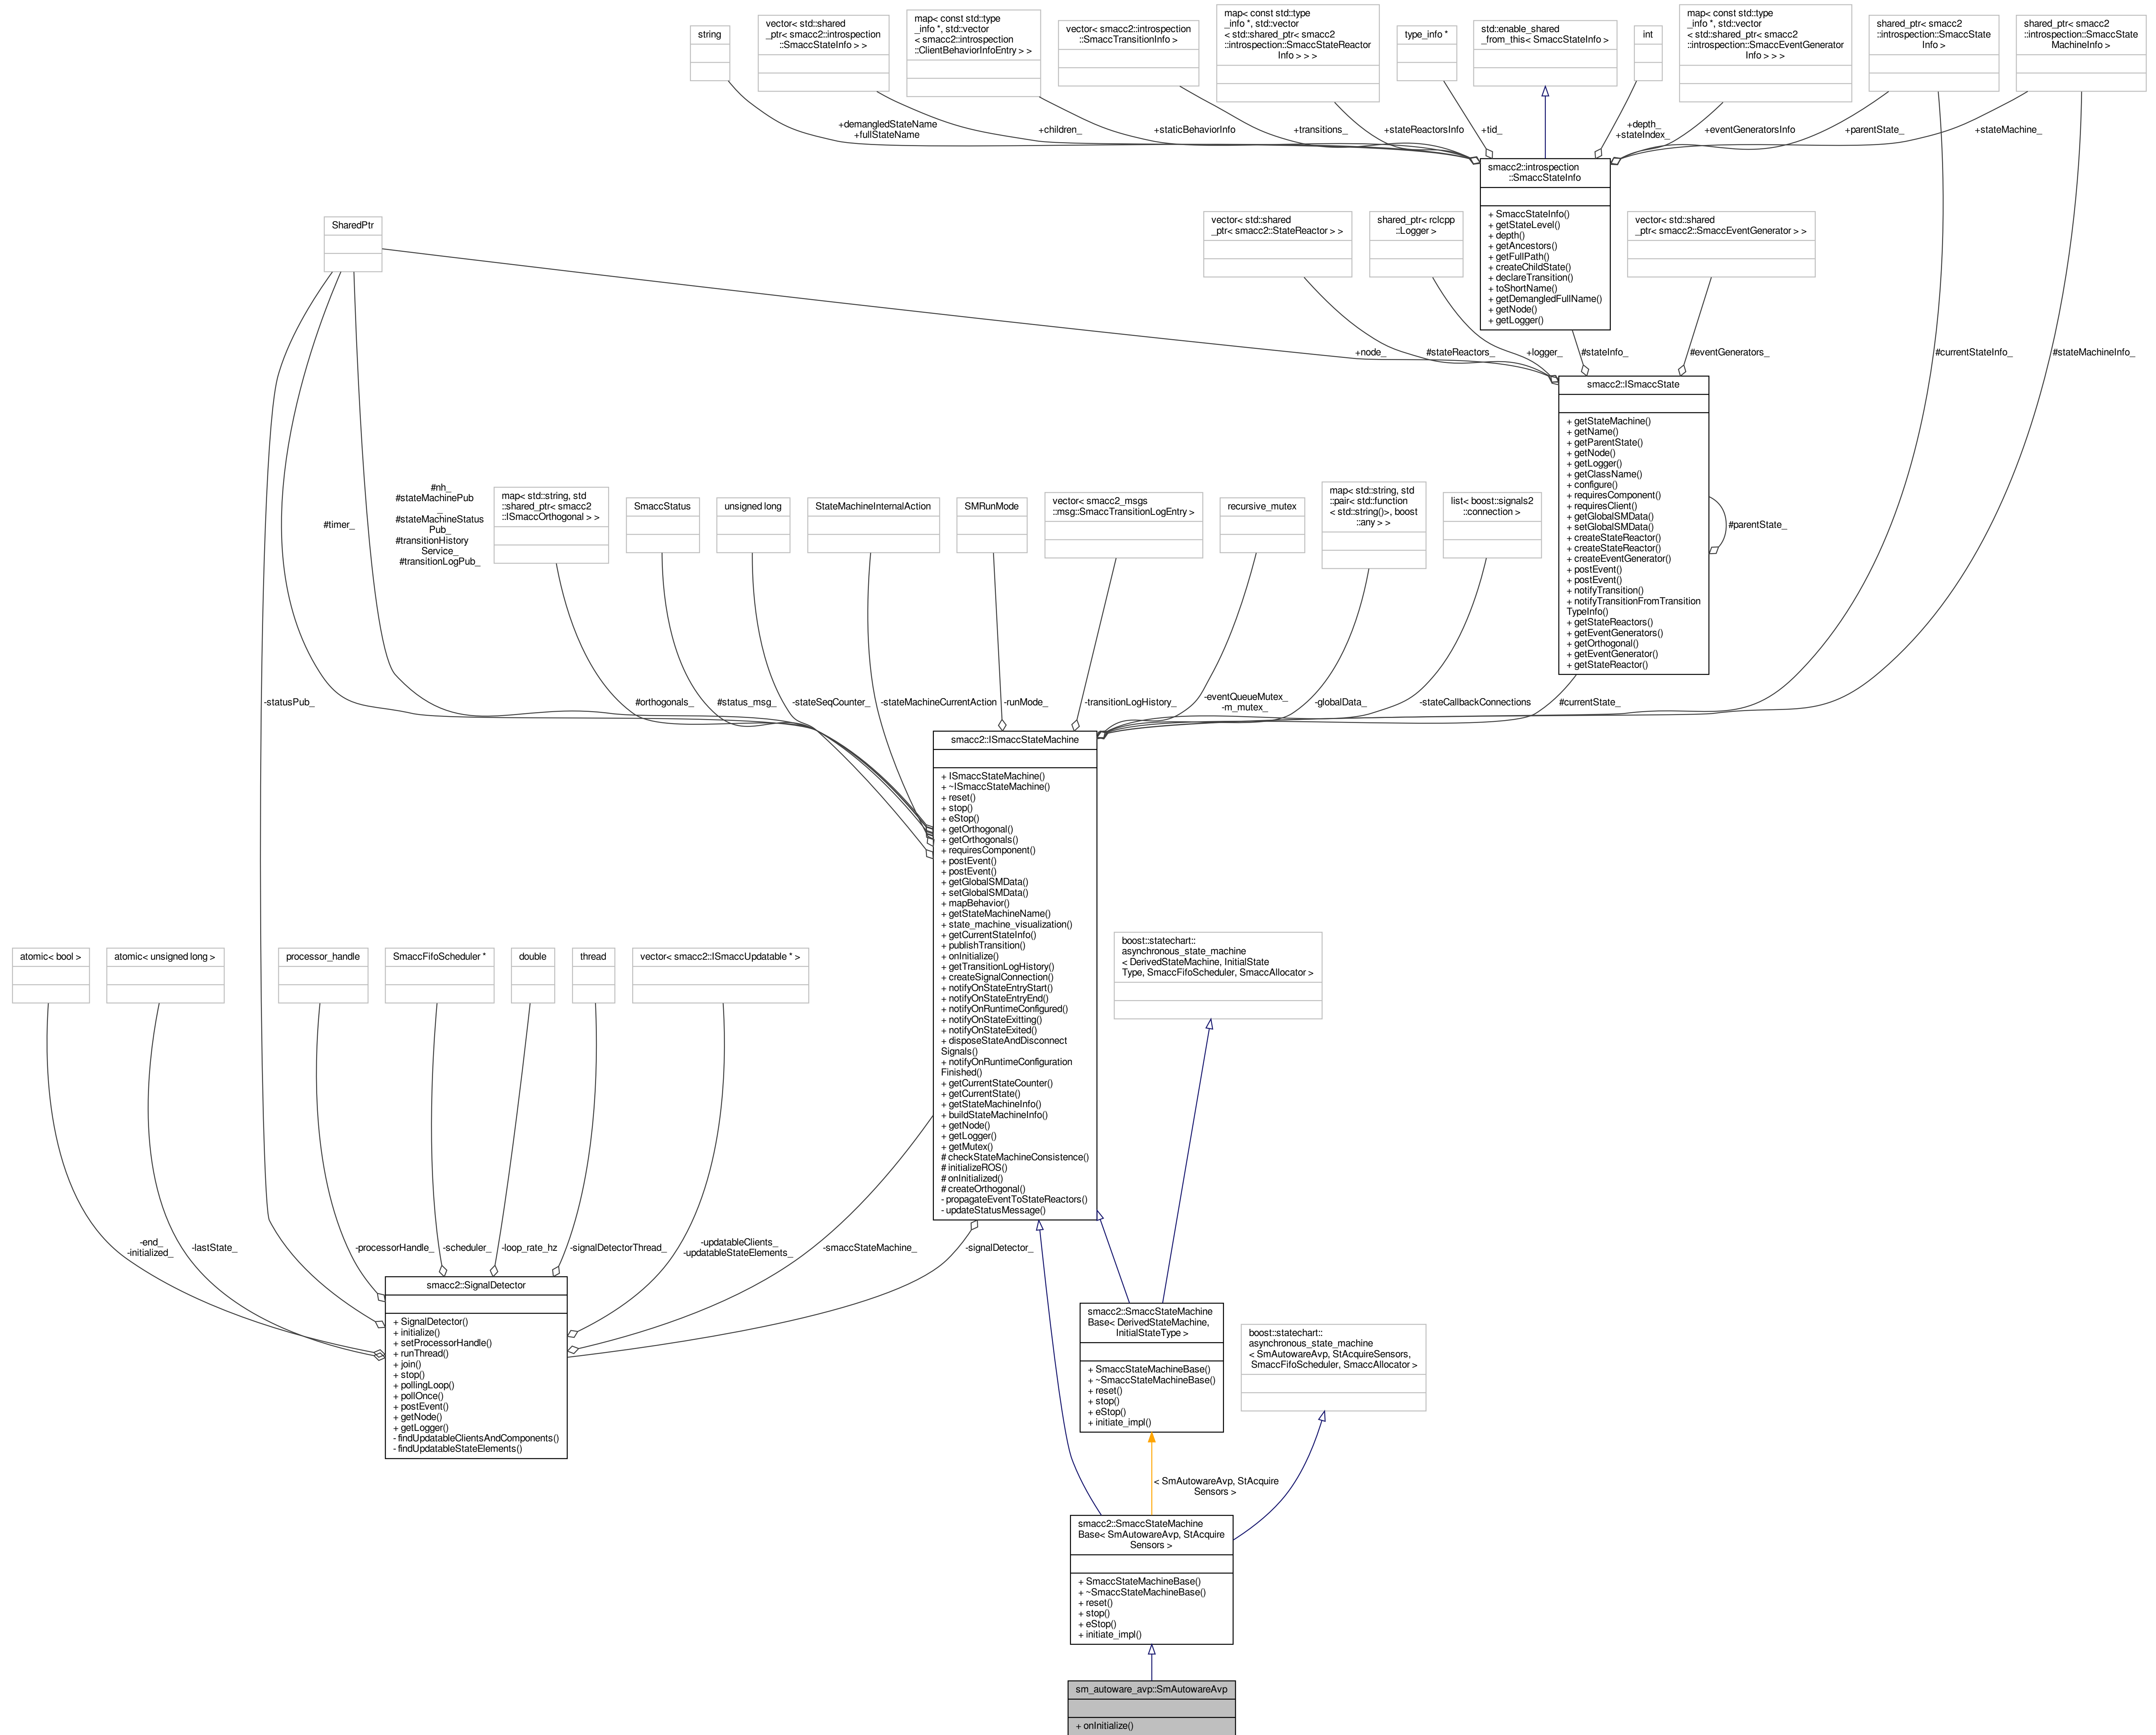 string
vector< std::shared
_ptr< smacc2::introspection
::SmaccStateInfo > >
map< const std::type
_info *, std::vector
< smacc2::introspection
::ClientBehaviorInfoEntry > >
vector< smacc2::introspection
::SmaccTransitionInfo >
map< const std::type
_info *, std::vector
< std::shared_ptr< smacc2
::introspection::SmaccStateReactor
Info > > >
type_info *
std::enable_shared
_from_this< SmaccStateInfo >
int
map< const std::type
_info *, std::vector
< std::shared_ptr< smacc2
::introspection::SmaccEventGenerator
Info > > >
shared_ptr< smacc2
::introspection::SmaccState
Info >
shared_ptr< smacc2
::introspection::SmaccState
MachineInfo >
+demangledStateName
+fullStateName
+children_
+staticBehaviorInfo
+transitions_
+stateReactorsInfo
+tid_
+depth_
+stateIndex_
+eventGeneratorsInfo
+parentState_
+stateMachine_
smacc2::introspection
::SmaccStateInfo
+ SmaccStateInfo()
+ getStateLevel()
+ depth()
+ getAncestors()
+ getFullPath()
+ createChildState()
+ declareTransition()
+ toShortName()
+ getDemangledFullName()
+ getNode()
+ getLogger()
SharedPtr
vector< std::shared
_ptr< smacc2::StateReactor > >
shared_ptr< rclcpp
::Logger >
vector< std::shared
_ptr< smacc2::SmaccEventGenerator > >
+node_
#stateReactors_
+logger_
#stateInfo_
#eventGenerators_
#currentStateInfo_
#stateMachineInfo_
smacc2::ISmaccState
+ getStateMachine()
+ getName()
+ getParentState()
+ getNode()
+ getLogger()
+ getClassName()
+ configure()
+ requiresComponent()
+ requiresClient()
+ getGlobalSMData()
+ setGlobalSMData()
+ createStateReactor()
+ createStateReactor()
+ createEventGenerator()
+ postEvent()
+ postEvent()
+ notifyTransition()
+ notifyTransitionFromTransition
TypeInfo()
+ getStateReactors()
+ getEventGenerators()
+ getOrthogonal()
+ getEventGenerator()
+ getStateReactor()
#parentState_
#timer_
#nh_
#stateMachinePub
_
#stateMachineStatus
Pub_
#transitionHistory
Service_
#transitionLogPub_
map< std::string, std
::shared_ptr< smacc2
::ISmaccOrthogonal > >
SmaccStatus
unsigned long
StateMachineInternalAction
SMRunMode
vector< smacc2_msgs
::msg::SmaccTransitionLogEntry >
recursive_mutex
map< std::string, std
::pair< std::function
< std::string()>, boost
::any > >
list< boost::signals2
::connection >
-statusPub_
#orthogonals_
#status_msg_
-stateSeqCounter_
-stateMachineCurrentAction
-runMode_
-transitionLogHistory_
-eventQueueMutex_
-m_mutex_
-globalData_
-stateCallbackConnections
#currentState_
smacc2::ISmaccStateMachine
+ ISmaccStateMachine()
+ ~ISmaccStateMachine()
+ reset()
+ stop()
+ eStop()
+ getOrthogonal()
+ getOrthogonals()
+ requiresComponent()
+ postEvent()
+ postEvent()
+ getGlobalSMData()
+ setGlobalSMData()
+ mapBehavior()
+ getStateMachineName()
+ state_machine_visualization()
+ getCurrentStateInfo()
+ publishTransition()
+ onInitialize()
+ getTransitionLogHistory()
+ createSignalConnection()
+ notifyOnStateEntryStart()
+ notifyOnStateEntryEnd()
+ notifyOnRuntimeConfigured()
+ notifyOnStateExitting()
+ notifyOnStateExited()
+ disposeStateAndDisconnect
Signals()
+ notifyOnRuntimeConfiguration
Finished()
+ getCurrentStateCounter()
+ getCurrentState()
+ getStateMachineInfo()
+ buildStateMachineInfo()
+ getNode()
+ getLogger()
+ getMutex()
# checkStateMachineConsistence()
# initializeROS()
# onInitialized()
# createOrthogonal()
- propagateEventToStateReactors()
- updateStatusMessage()
atomic< bool >
atomic< unsigned long >
processor_handle
SmaccFifoScheduler *
double
thread
vector< smacc2::ISmaccUpdatable * >
boost::statechart::
asynchronous_state_machine
< DerivedStateMachine, InitialState
Type, SmaccFifoScheduler, SmaccAllocator >
-end_
-initialized_
-lastState_
-processorHandle_
-scheduler_
-loop_rate_hz
-signalDetectorThread_
-updatableClients_
-updatableStateElements_
-smaccStateMachine_
-signalDetector_
smacc2::SignalDetector
+ SignalDetector()
+ initialize()
+ setProcessorHandle()
+ runThread()
+ join()
+ stop()
+ pollingLoop()
+ pollOnce()
+ postEvent()
+ getNode()
+ getLogger()
- findUpdatableClientsAndComponents()
- findUpdatableStateElements()
smacc2::SmaccStateMachine
Base< DerivedStateMachine,
InitialStateType >
+ SmaccStateMachineBase()
+ ~SmaccStateMachineBase()
+ reset()
+ stop()
+ eStop()
+ initiate_impl()
boost::statechart::
asynchronous_state_machine
< SmAutowareAvp, StAcquireSensors,
SmaccFifoScheduler, SmaccAllocator >
< SmAutowareAvp, StAcquire
Sensors >
smacc2::SmaccStateMachine
Base< SmAutowareAvp, StAcquire
Sensors >
+ SmaccStateMachineBase()
+ ~SmaccStateMachineBase()
+ reset()
+ stop()
+ eStop()
+ initiate_impl()
sm_autoware_avp::SmAutowareAvp
+ onInitialize()